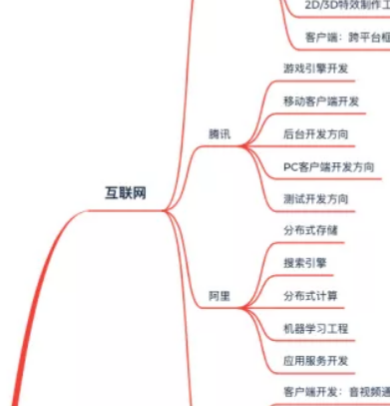 2D/3D特效制作工
客户端：跨平台框
游戏引擎开发
移动客户端开发
腾讯
后台开发方向
PC客户端开发方向
测试开发方向
互联网
分布式存储
搜索引擎
阿里
分布式计算
机器学习工程
应用服务开发
客户端开发：音视频通